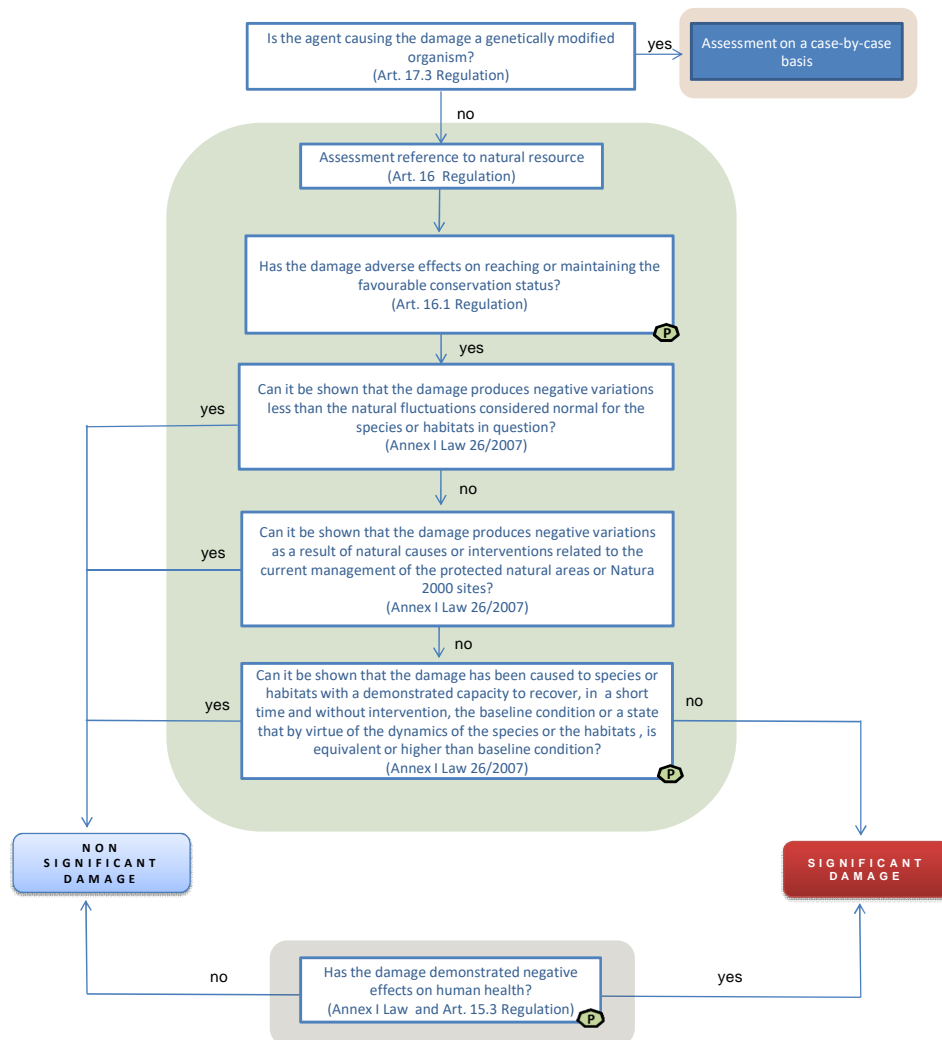 Is the agent causing the damage a genetically modified
organism?
(Art. 17.3 Regulation)
yes
Assessment on a case-by-case
basis
no
Assessment reference to natural resource
(Art. 16 Regulation)
Has the damage adverse effects on reaching or maintaining the
favourable conservation status?
(Art. 16.1 Regulation)
P
yes
Can it be shown that the damage produces negative variations
less than the natural fluctuations considered normal for the
species or habitats in question?
(Annex I Law 26/2007)
yes
no
Can it be shown that the damage produces negative variations
as a result of natural causes or interventions related to the
current management of the protected natural areas or Natura
2000 sites?
(Annex I Law 26/2007)
yes
no
Can it be shown that the damage has been caused to species or
habitats with a demonstrated capacity to recover, in a short
time and without intervention, the baseline condition or a state
that by virtue of the dynamics of the species or the habitats , is
equivalent or higher than baseline condition?
(Annex I Law 26/2007)
P
yes
no
NON
SIGNIFICANT
DAMAGE
SIGNIFICANT
DAMAGE
Has the damage demonstrated negative
effects on human health?
(Annex I Law and Art. 15.3 Regulation)
P
no
yes